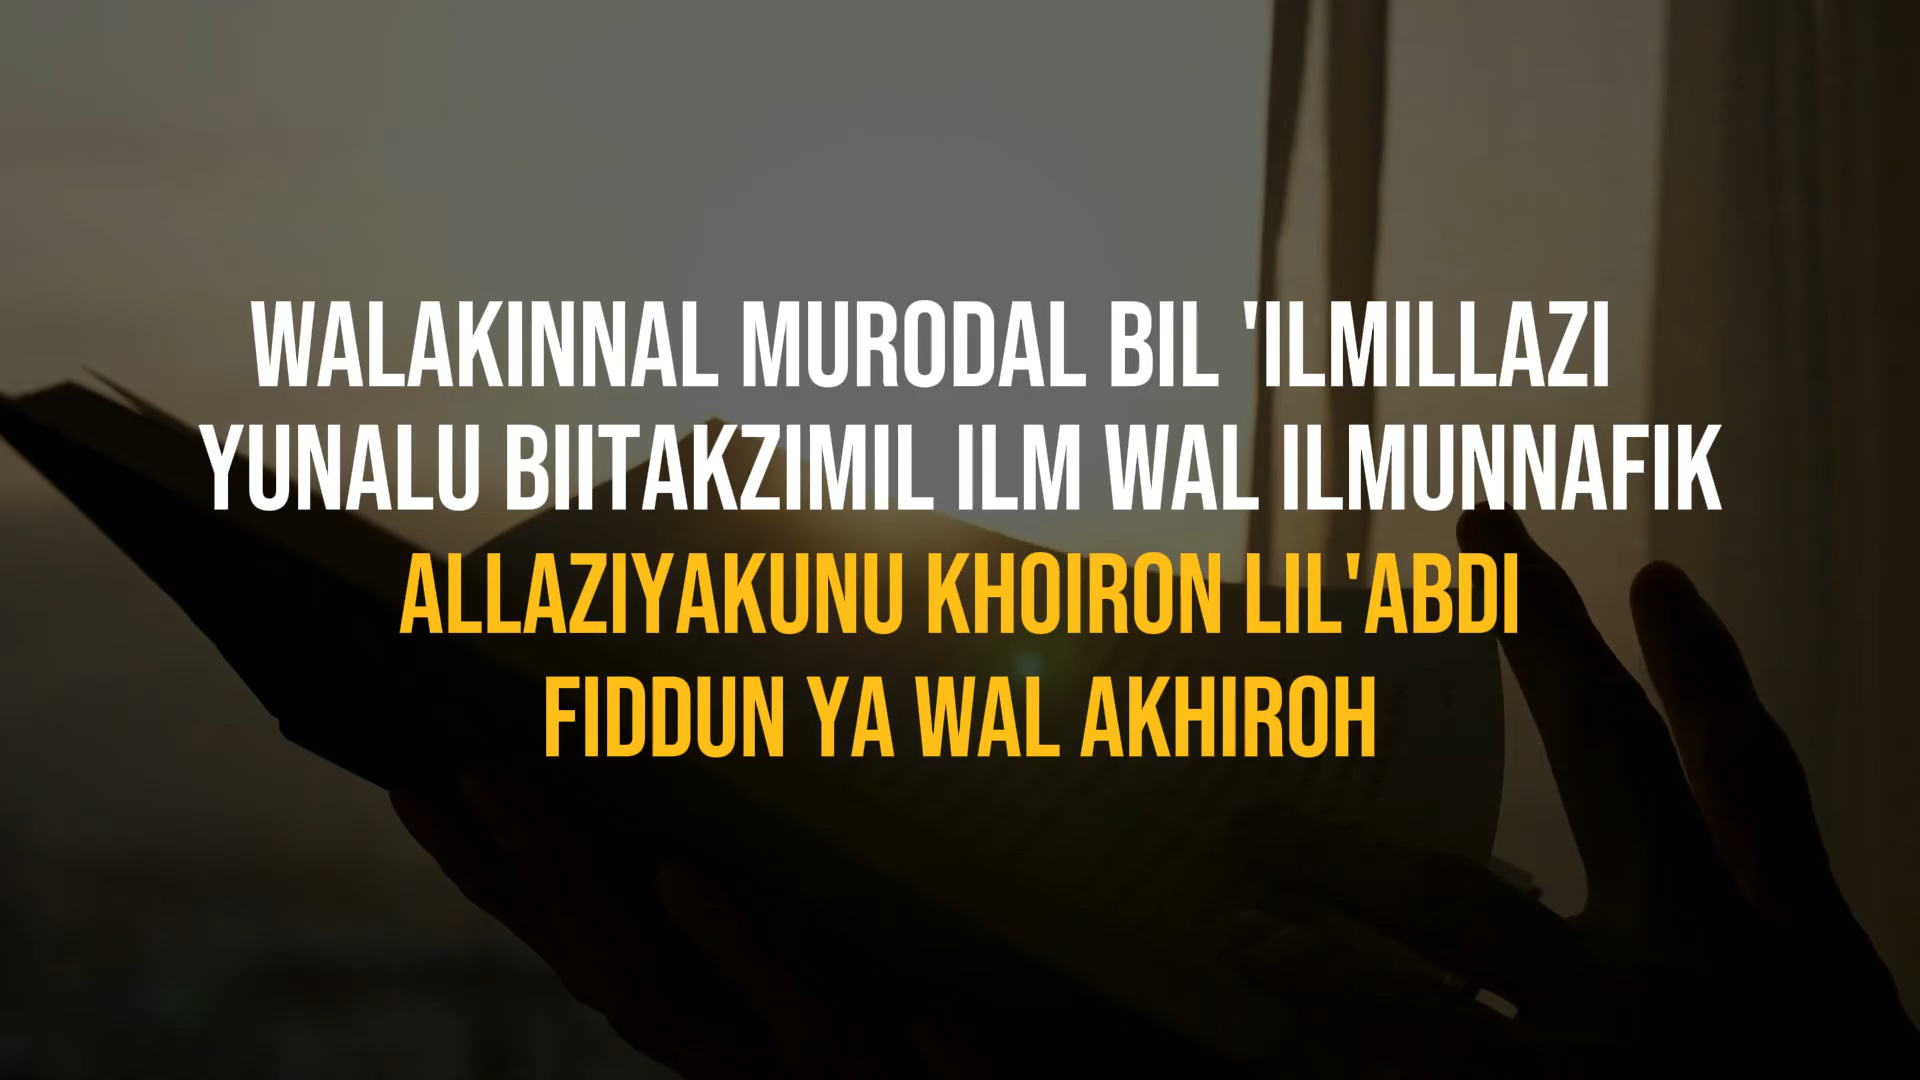 WALAKINNAL MURODAL BIL 'ILMILLAZI
YUNALU BIITAKZIMIL ILM WAL ILMUNNAFIK
ALLAZIYAKUNU KHOIRON LIL'ABDI
FIDDUN YA WAL AKHIROH